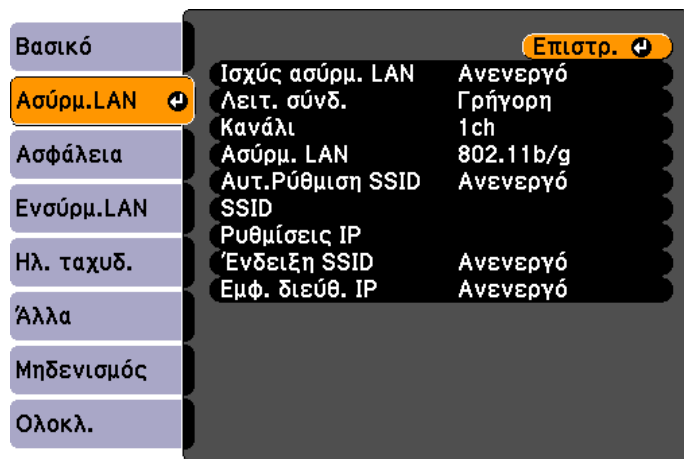 Βασικό
Ασύρμ.LAN
Ασφάλεια
Ενσύρμ.LAN
Ηλ. ταχυδ.
Άλλα
Μηδενισμός
Ολοκλ.
Επιστρ.
Ισχύς ασύρμ. LAN Ανενεργό
Λειτ. σύνδ. Γρήγορη
Κανάλι 1ch
Ασύρμ. LAN 802.11b/g
Αυτ.Ρύθμιση SSID Ανενεργό
SSID
Ρυθμίσεις IP
Ένδειξη SSID Ανενεργό
Εμφ. διεύθ. IP Ανενεργό